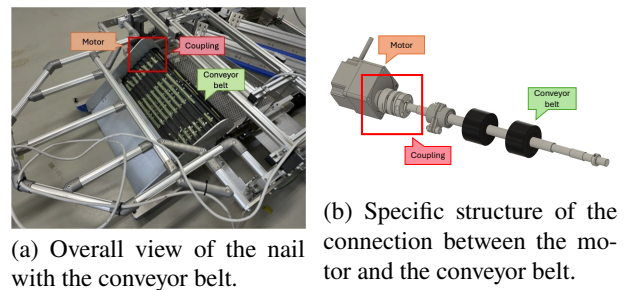 Motor
Coupling
Conveyor
belt
(a) Overall view of the nail
with the conveyor belt.
Motor
Conveyor
belt
Coupling
(b) Specific structure of the
connection between the mo-
tor and the conveyor belt.